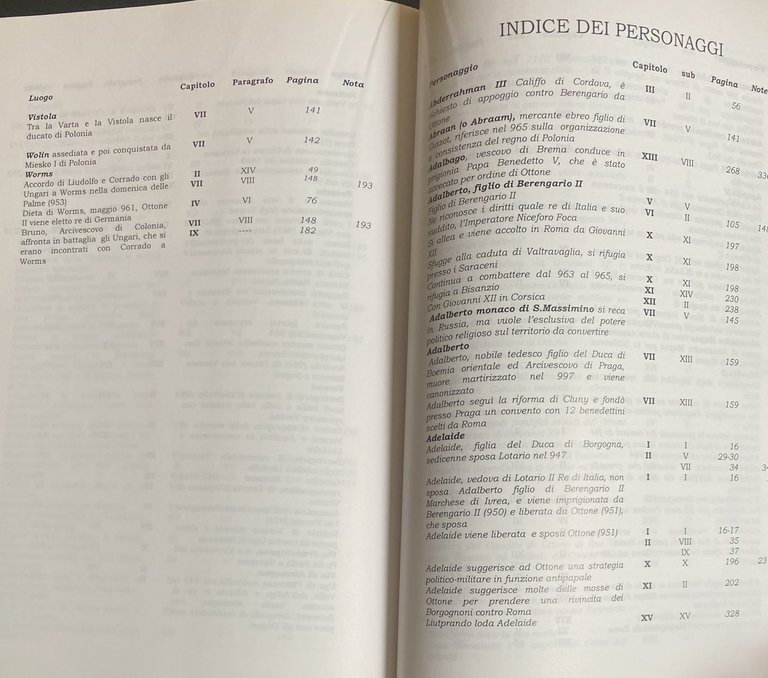 Luogo Capitolo Paragrafo Pagina Nota
Vistola
Tra la Varta e la Vistola nasce il VII V 141
ducato di Polonia
Wolin assediata e poi conquistata da VII V 142
Miesko I di Polonia
Worms
Accordo di Liudolfo e Corrado con gli II XIV 49
Ungari a Worms nella domenica delle VII VIII 148 193
Palme (953)
Dieta di Worms, maggio 961, Ottone IV VI 76
II viene eletto re di Germania
Bruno, Arcivescovo di Colonia, VII VIII 148 193
affronta in battaglia gli Ungari, che si IX ----- 182
erano incontrati con Corrado a
Worms
INDICE DEI PERSONAGGI
Personaggio Capitolo sub Pagina Note
Abderrahman III Califfo di Cordova, è III II 56
richiesto di appoggio contro Berengario da
Ottone
Abraan (o Abraam), mercante ebreo figlio di VII V 141
Giazot, riferisce nel 965 sulla organizzazione
e consistenza del regno di Polonia
Adalbago, vescovo di Brema conduce in XIII VIII 268
prigionia Papa Benedetto V, che è stato
accecato per ordine di Ottone
Adalberto, figlio di Berengario II
Figlio di Berengario II V V 105
Ne riconosce i diritti quale re di Italia e suo VI II
suddito, l'Imperatore Niceforo Foca
Si allea e viene accolto in Roma da Giovanni X XI 197
XII
Sfugge alla caduta di Valtravaglia, si rifugia X XI 198
presso i Saraceni
Continua a combattere dal 963 al 965, si X XI 198
rifugia a Bisanzio XI XIV 230
Con Giovanni XII in Corsica XII II 238
Adalberto monaco di S.Massimino si reca VII V 145
in Russia, ma vuole l'esclusiva del potere
politico religioso sul territorio da convertire
Adalberto
Adalberto, nobile tedesco figlio del Duca di VII XIII 159
Boemia orientale ed Arcivescovo di Praga,
muore martirizzato nel 997 e viene
canonizzato
Adalberto seguì la riforma di Cluny e fondò VII XIII 159
presso Praga un convento con 12 benedettini
scelti da Roma
Adelaide
Adelaide, figlia del Duca di Borgogna, I I 16
sedicenne sposa Lotario nel 947 II V 29-30
VII 34
Adelaide, vedova di Lotario II Re di Italia, non I I 16
sposa Adalberto figlio di Berengario II
Marchese di Ivrea, e viene imprigionata da
Berengario II (950) e liberata da Ottone (951),
che sposa
Adelaide viene liberata e sposa Ottone (951) I I 16-17
II VIII 35
IX 37
Adelaide suggerisce ad Ottone una strategia X X 196
politico-militare in funzione antipapale
Adelaide suggerisce molte delle mosse di XI II 202
Ottone per prendere una rivincita dei
Borgognoni contro Roma
Liutprando loda Adelaide XV XV 328